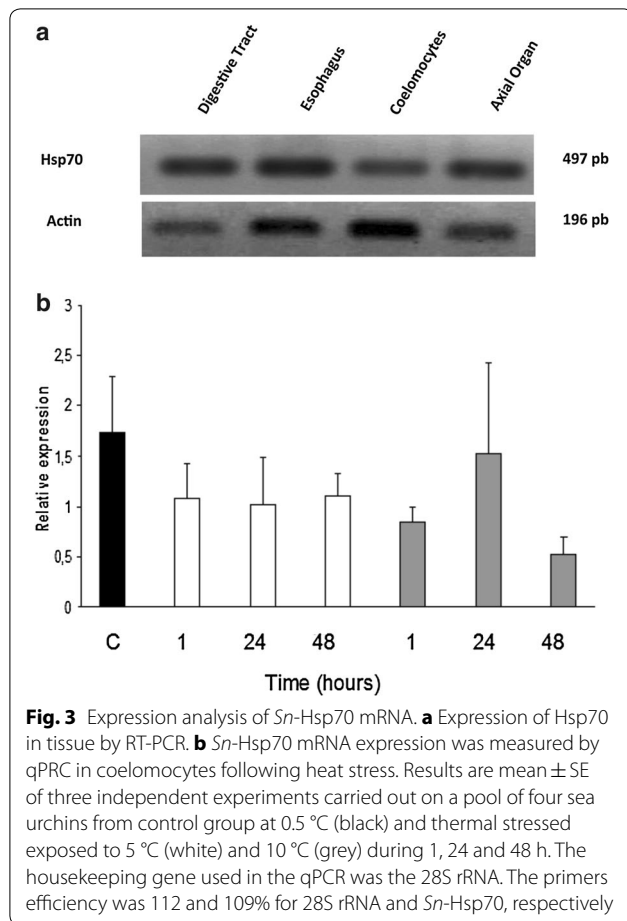 a
Digestive Tract
Esophagus
Coelomocytes
Axial Organ
Hsp70
497 pb
Actin
196 pb
b
3
2,5
2
1,5
1
0,5
0
Relative expression
C 1 24 48 1 24 48
Time (hours)
Fig. 3 Expression analysis of Sn-Hsp70 mRNA. a Expression of Hsp70
in tissue by RT-PCR. b Sn-Hsp70 mRNA expression was measured by
qPRC in coelomocytes following heat stress. Results are mean ± SE
of three independent experiments carried out on a pool of four sea
urchins from control group at 0.5 °C (black) and thermal stressed
exposed to 5 °C (white) and 10 °C (grey) during 1, 24 and 48 h. The
housekeeping gene used in the qPCR was the 28S rRNA. The primers
efficiency was 112 and 109% for 28S rRNA and Sn-Hsp70, respectively